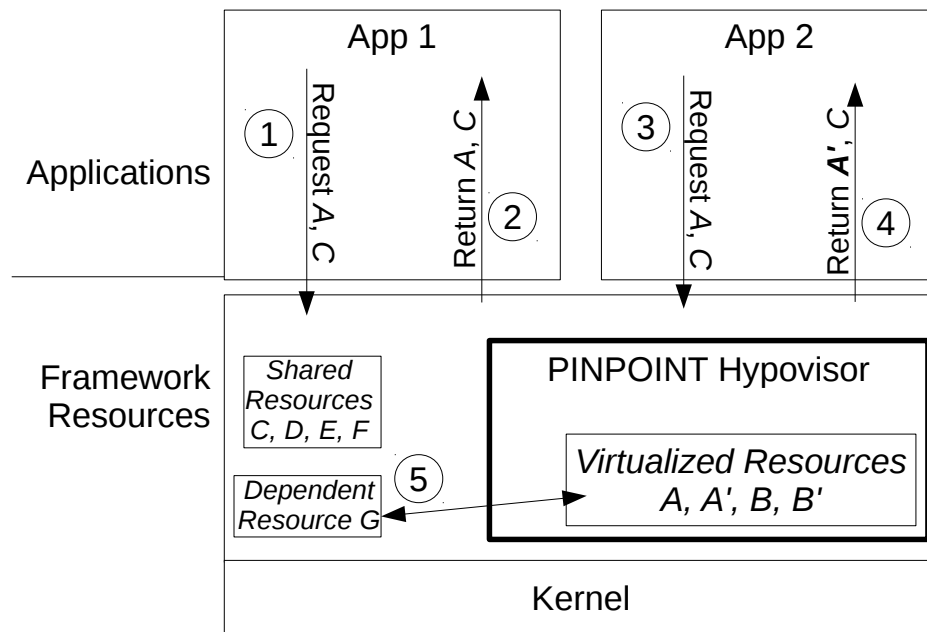 App 1
App 2
Applications
1
Request A, C
Return A, C
2
3
Request A, C
Return A', C
4
Framework
Resources
Shared
Resources
C, D, E, F
Dependent
Resource G
5
PINPOINT Hypovisor
Virtualized Resources
A, A', B, B'
Kernel